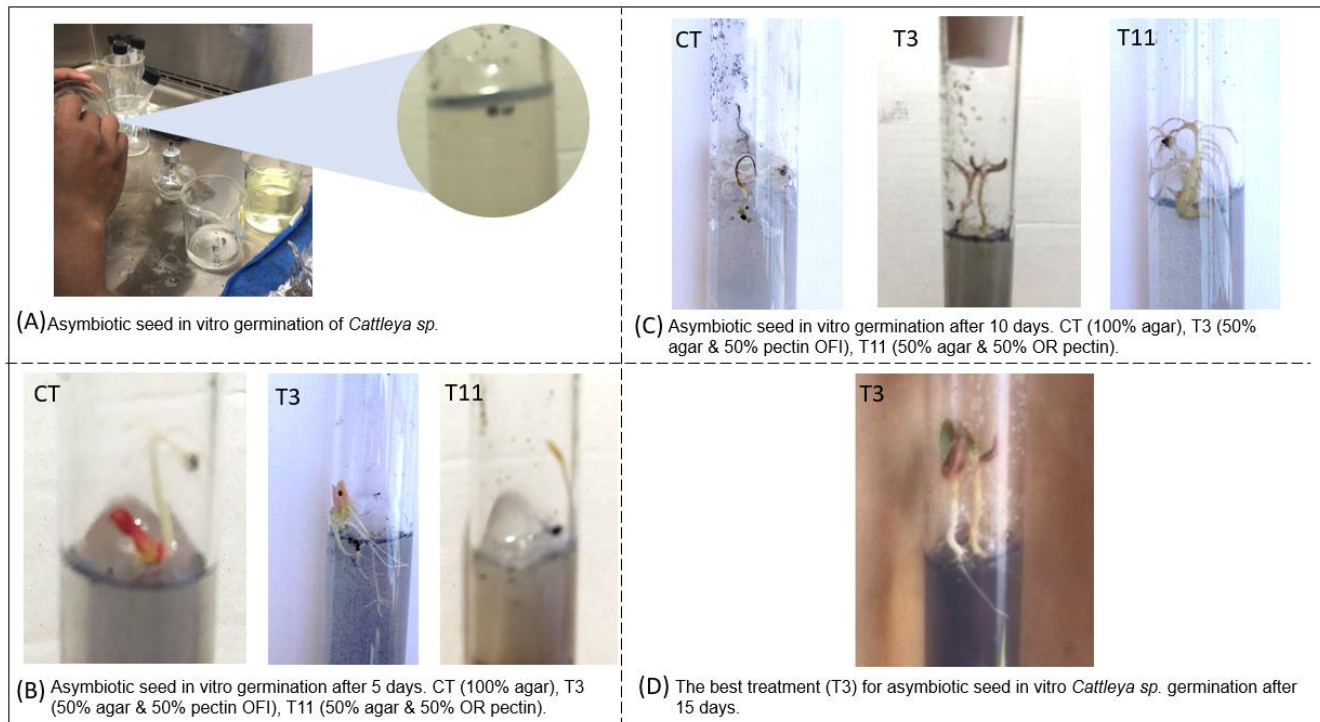 (A) Asymbiotic seed in vitro germination of Cattleya sp.
CT
T3
T11
(B) Asymbiotic seed in vitro germination after 5 days. CT (100% agar), T3
(50% agar & 50% pectin OFI), T11 (50% agar & 50% OR pectin).
CT
T3
T11
(C) Asymbiotic seed in vitro germination after 10 days. CT (100% agar), T3 (50%
agar & 50% pectin OFI), T11 (50% agar & 50% OR pectin).
T3
(D) The best treatment (T3) for asymbiotic seed in vitro Cattleya sp. germination after
15 days.